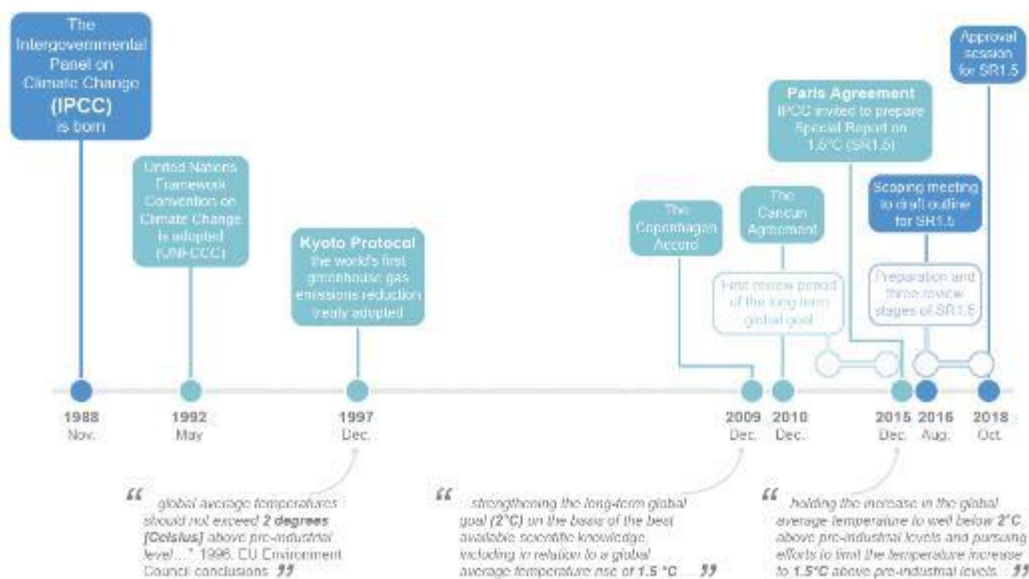 The
Intergovernmental
Panel on
Climate Change
(IPCC)
is born
United Nations
Framework
Convention on
Climate Change
is adopted
(UNFCCC)
Kyoto Protocol
the world's first
greenhouse gas
emissions reduction
treaty adopted
The
Copenhagen
Accord
The
Cancun
Agreement
First review period
of the long term
global goal
Paris Agreement
IPCC invited to prepare
Special Report on
1.5°C (SR1.5)
Scoping meeting
to draft outline
for SR1.5
Preparation and
three review
stages of SR1.5
Approval
session
for SR1.5
1988
Nov.
1992
May
1997
Dec.
2009
Dec.
2010
Dec.
2015
Dec.
2016
Aug.
2018
Oct.
“ global average temperatures
should not exceed 2 degrees
[Celsius] above pre-industrial
level...” 1996, EU Environment
Council conclusions ”
“ strengthening the long-term global
goal (2°C) on the basis of the best
available scientific knowledge
including in relation to a global
average temperature rise of 1.5 °C ”
“ holding the increase in the global
average temperature to well below 2°C
above pre-industrial levels and pursuing
efforts to limit the temperature increase
to 1.5°C above pre-industrial levels ”